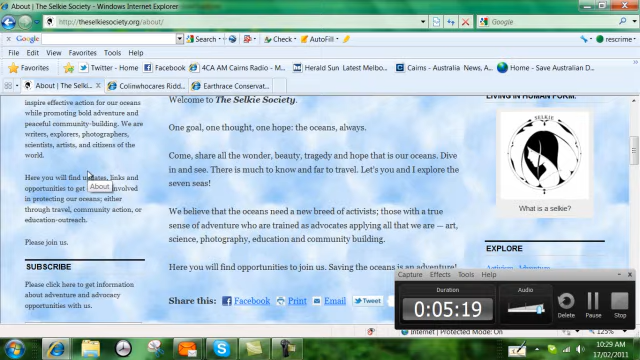 About | The Selkie Society - Windows Internet Explorer
http://theselkiesociety.org/about/
Google
Google
Search
Check
AutoFill
rescrime
File Edit View Favorites Tools Help
Favorites
Twitter - Home
Facebook
4CA AM Cairns Radio - M...
Herald Sun Latest Melbo...
Cairns - Australia News, A...
Home - Save Australian D...
About | The Selki...
Colinwhocares Ridd...
Earthrace Conservat...
inspire effective action for our oceans
while promoting bold adventure and
peaceful community-building. We are
writers, explorers, photographers,
scientists, artists, and citizens of the
world.
Here you will find updates, links and
opportunities to get involved
About
in protecting our oceans; either
through travel, community action, or
education-outreach.
Please join us.
SUBSCRIBE
Please click here to get information
about adventure and advocacy
opportunities with us.
Welcome to The Selkie Society.
One goal, one thought, one hope: the oceans, always.
Come, share all the wonder, beauty, tragedy and hope that is our oceans. Dive
in and see. There is much to know and far to travel. Let's you and I explore the
seven seas!
We believe that the oceans need a new breed of activists; those with a true
sense of adventure who are trained as advocates applying all that we are — art,
science, photography, education and community building.
Here you will find opportunities to join us. Saving the oceans is an adventure!
Share this: Facebook Print Email Tweet
LIVING IN HUMAN FORM.
SELKIE
What is a selkie?
EXPLORE
Activism Adventure
Capture Effects Tools Help
Duration
0:05:19
Audio
Delete
Pause
Stop
Internet | Protected Mode: On
125%
10:29 AM
17/02/2011